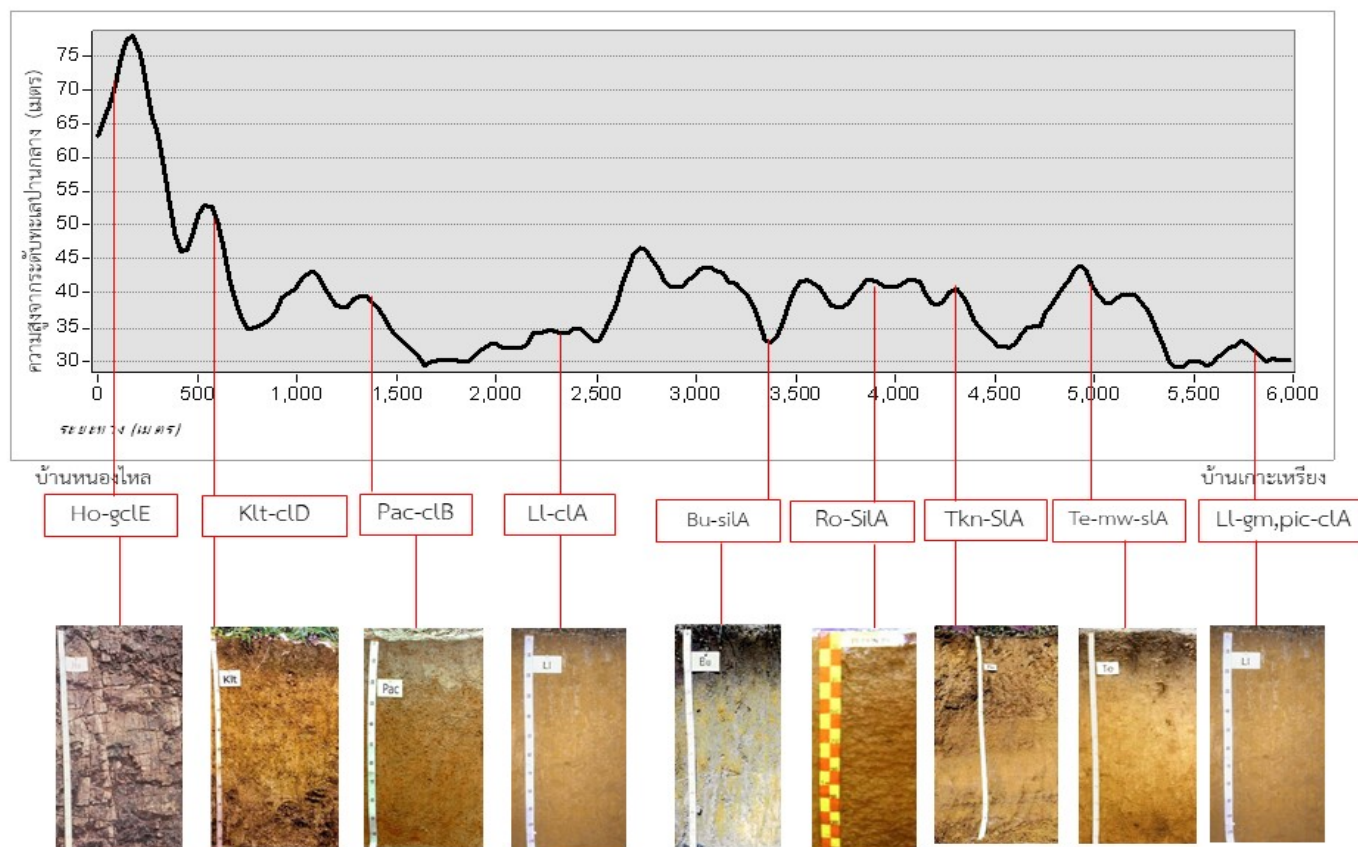 ความสูงจากระดับทะเลปานกลาง (เมตร)
75
70
65
60
55
50
45
40
35
30
0 500 1,000 1,500 2,000 2,500 3,000 3,500 4,000 4,500 5,000 5,500 6,000
ระยะทาง (เมตร)
บ้านหนองไหล บ้านเกาะเหรียง
Ho-gclE Klt-clD Pac-clB Ll-clA Bu-silA Ro-SilA Tkn-SlA Te-mw-slA Ll-gm,pic-clA
Klt Pac Ll Bu Te Ll